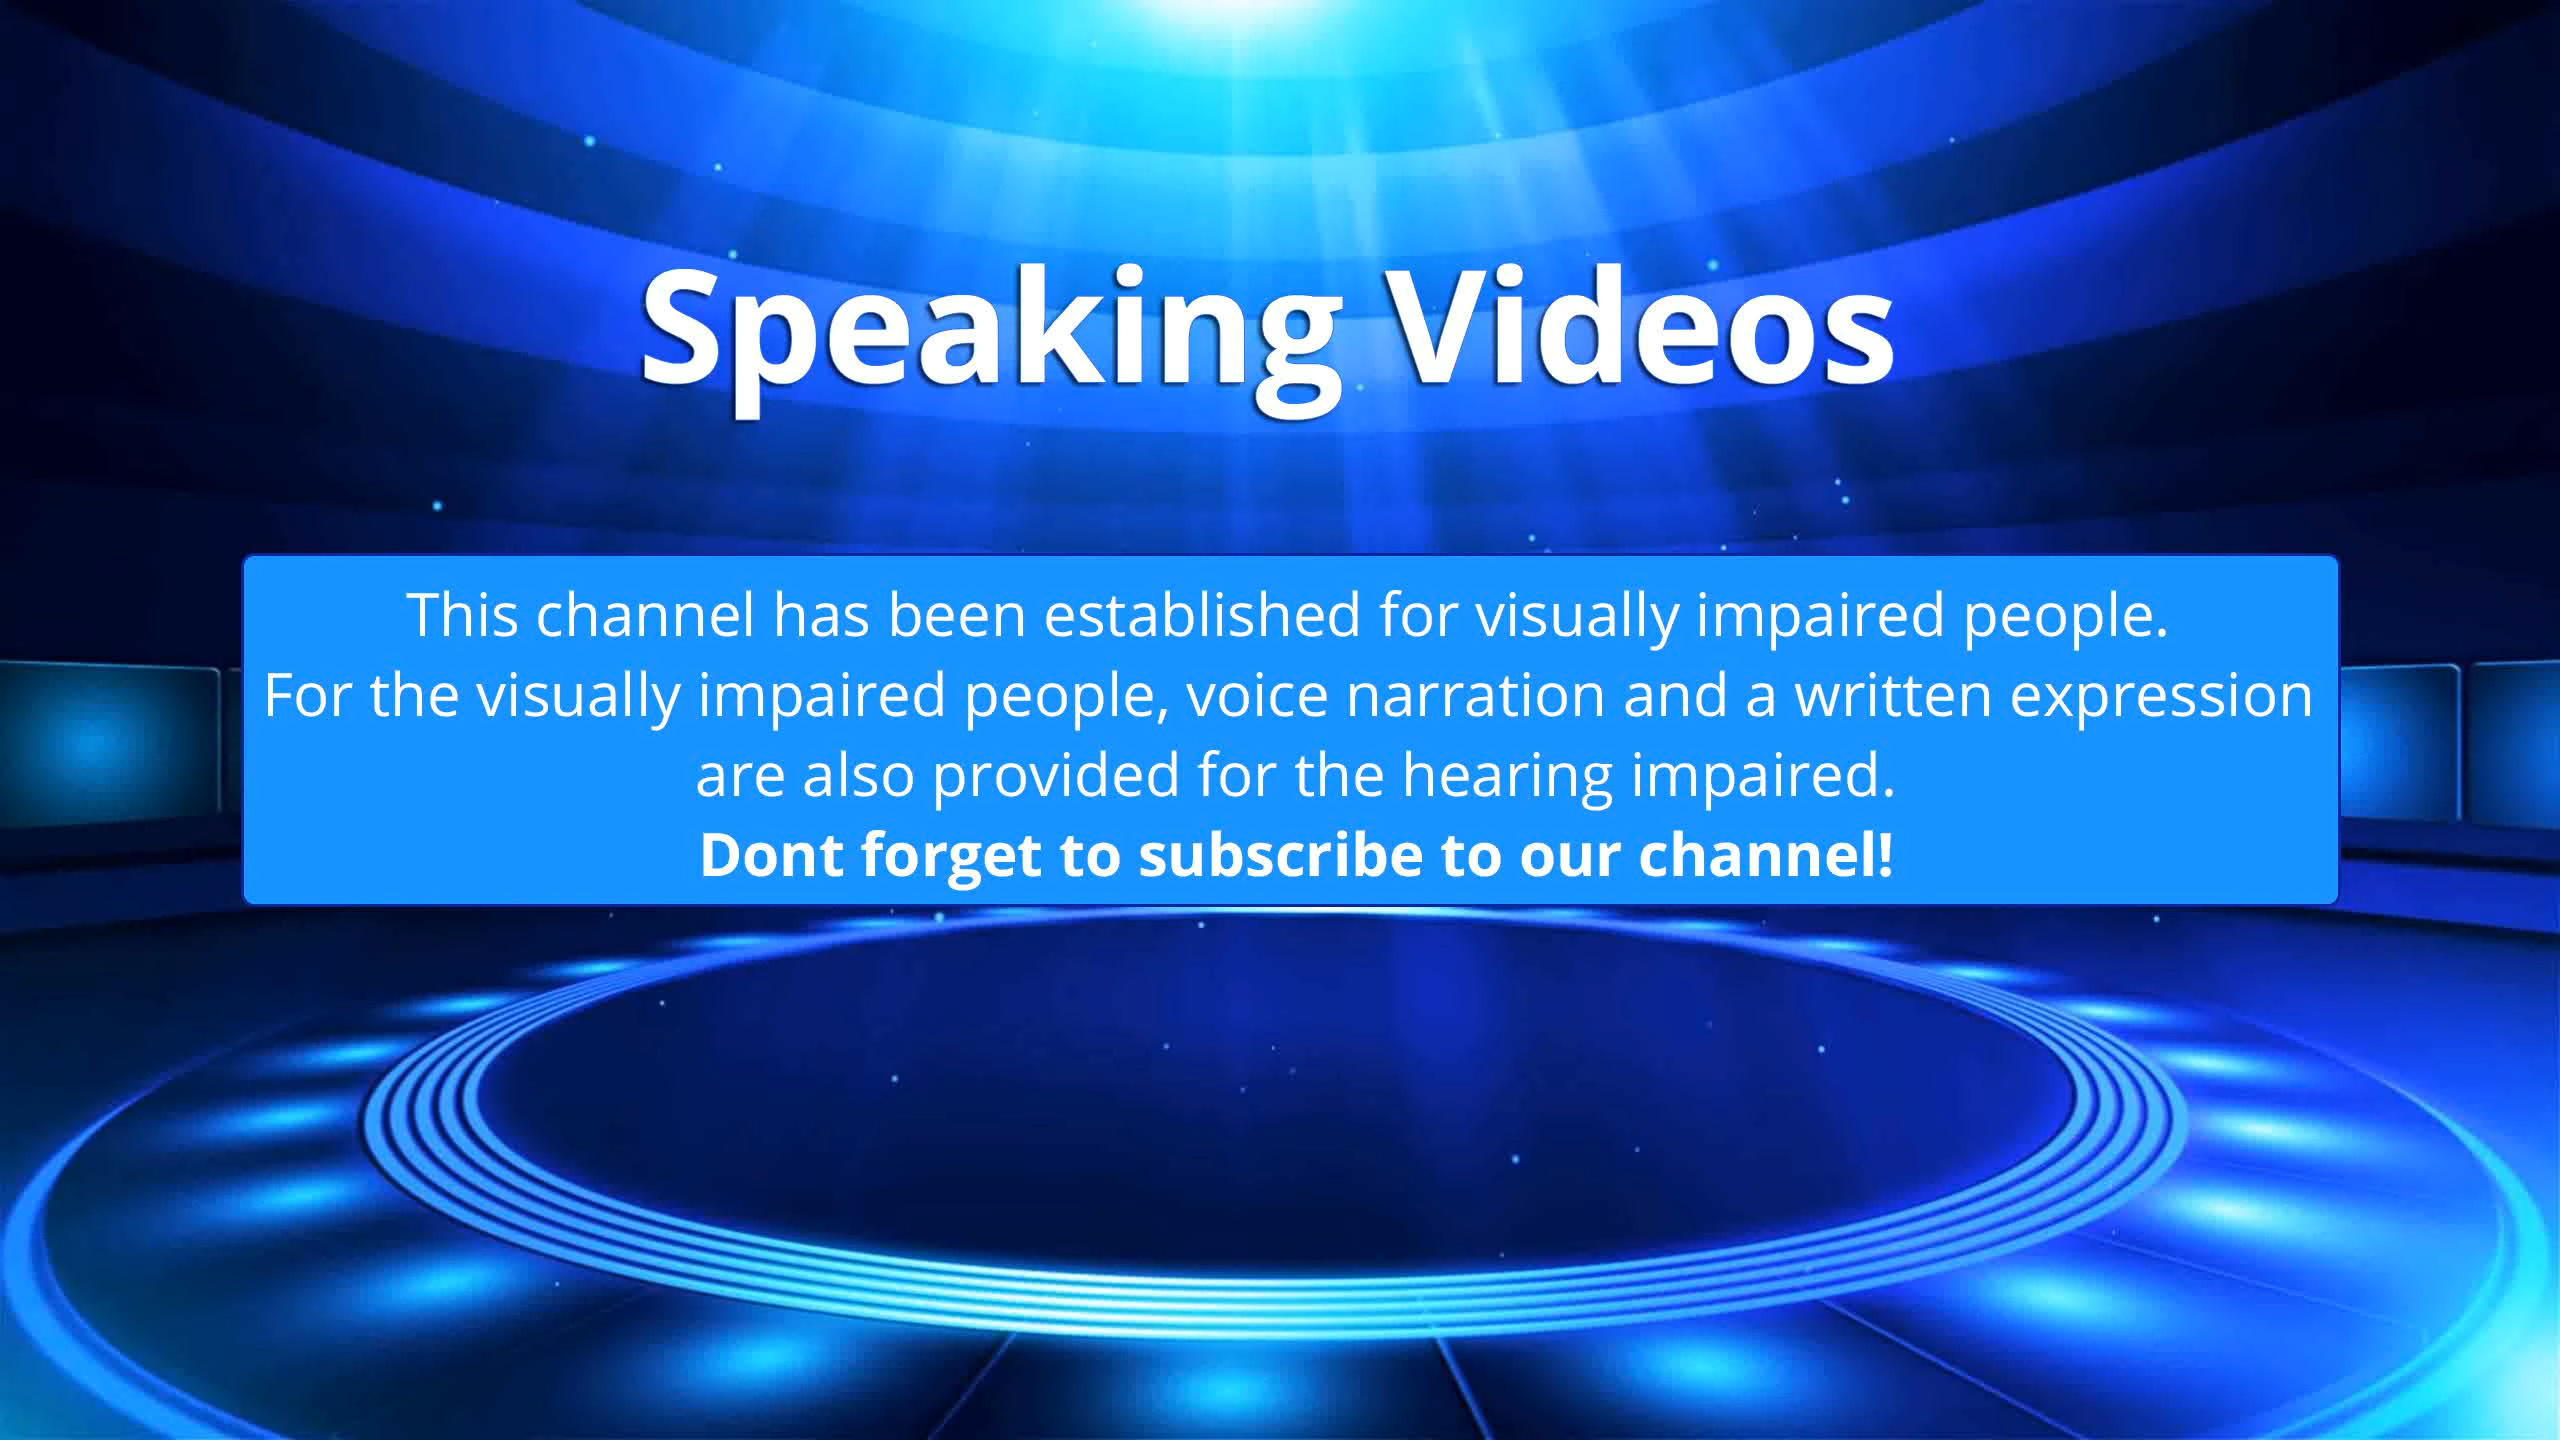 Speaking Videos
This channel has been established for visually impaired people.
For the visually impaired people, voice narration and a written expression
are also provided for the hearing impaired.
Dont forget to subscribe to our channel!